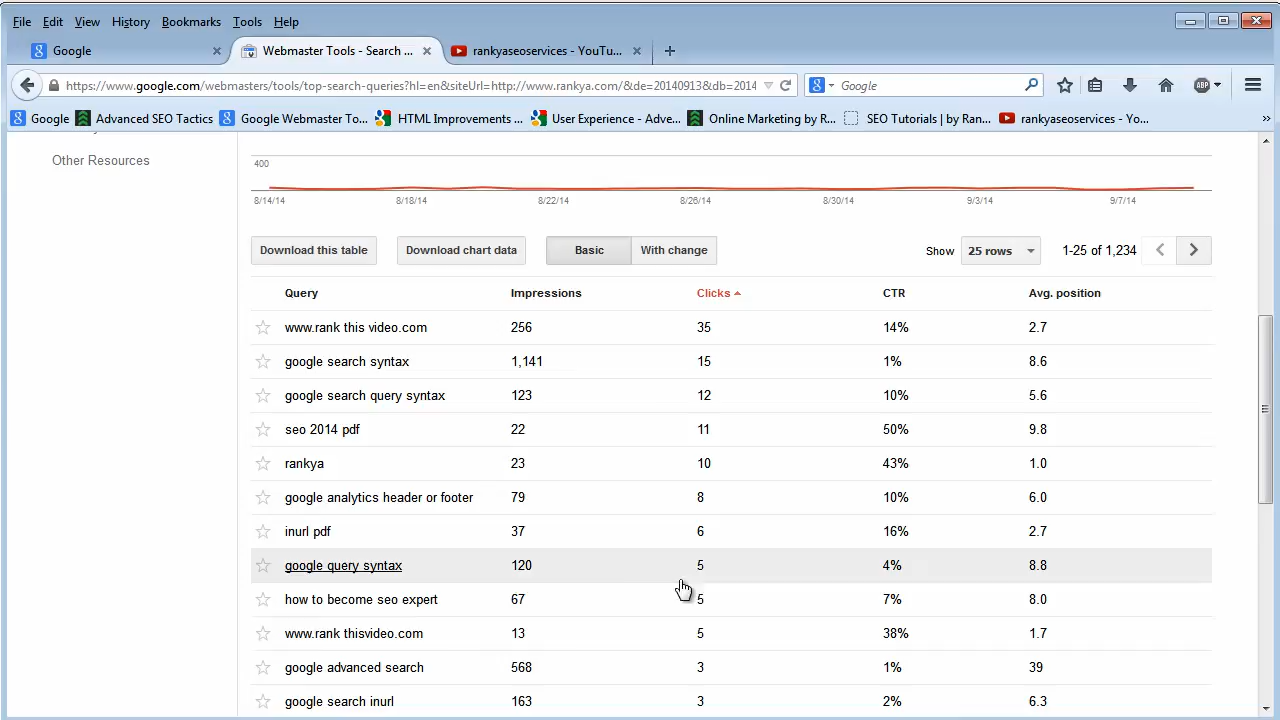 File Edit View History Bookmarks Tools Help
Google Webmaster Tools - Search ... rankyaseoservices - YouTu...
https://www.google.com/webmasters/tools/top-search-queries?hl=en&siteUrl=http://www.rankya.com/&de=20140913&db=2014 Google ABP
Google Advanced SEO Tactics Google Webmaster To... HTML Improvements ... User Experience - Adve... Online Marketing by R... SEO Tutorials | by Ran... rankyaseoservices - Yo... »
Other Resources
400
8/14/14 8/18/14 8/22/14 8/26/14 8/30/14 9/3/14 9/7/14
Download this table Download chart data Basic With change Show 25 rows 1-25 of 1,234
Query Impressions Clicks CTR Avg. position
www.rank this video.com 256 35 14% 2.7
google search syntax 1,141 15 1% 8.6
google search query syntax 123 12 10% 5.6
seo 2014 pdf 22 11 50% 9.8
rankya 23 10 43% 1.0
google analytics header or footer 79 8 10% 6.0
inurl pdf 37 6 16% 2.7
google query syntax 120 5 4% 8.8
how to become seo expert 67 5 7% 8.0
www.rank thisvideo.com 13 5 38% 1.7
google advanced search 568 3 1% 39
google search inurl 163 3 2% 6.3